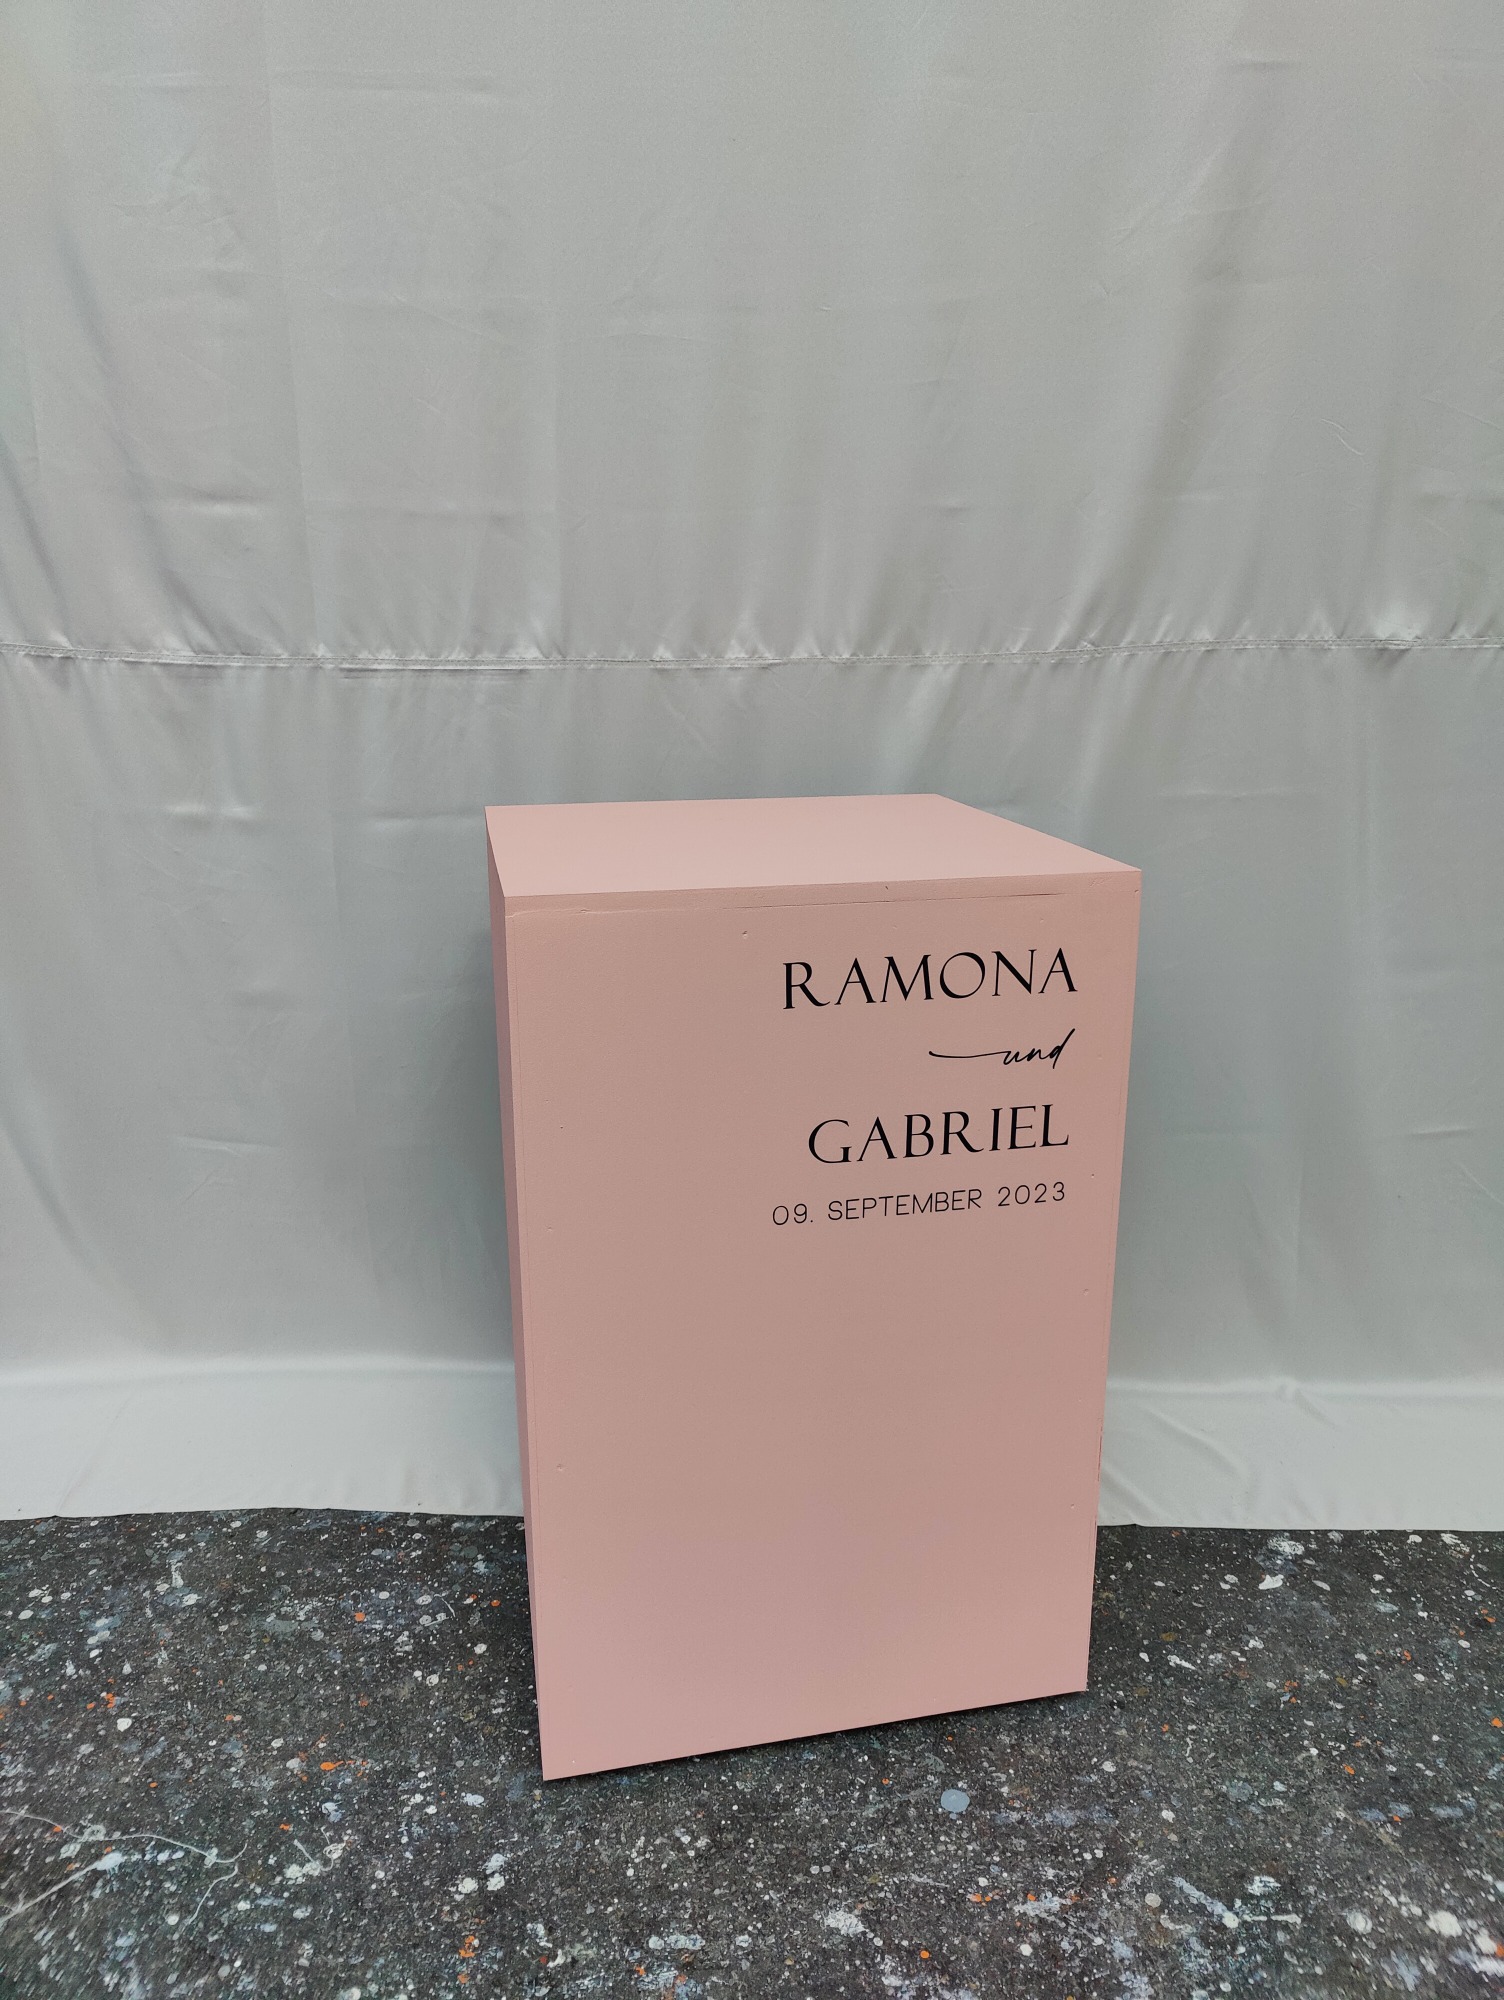 RAMONA
und
GABRIEL
09. SEPTEMBER 2023